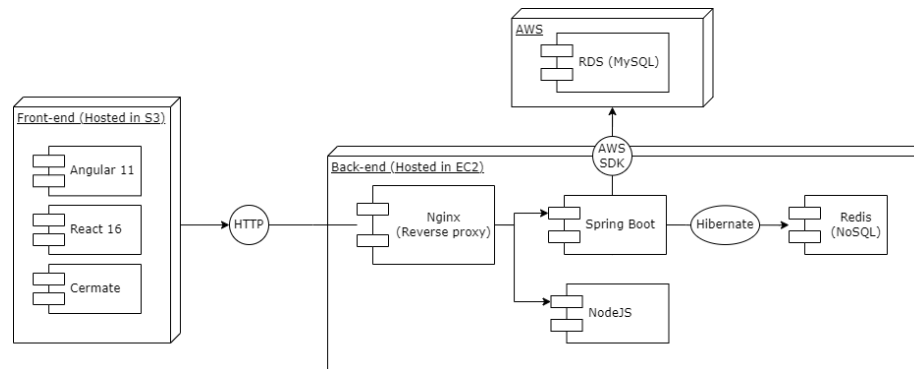 AWS
RDS (MySQL)
Front-end (Hosted in S3)
Angular 11
React 16
Cermate
HTTP
AWS
SDK
Back-end (Hosted in EC2)
Nginx
(Reverse proxy)
Spring Boot
Hibernate
Redis
(NoSQL)
NodeJS